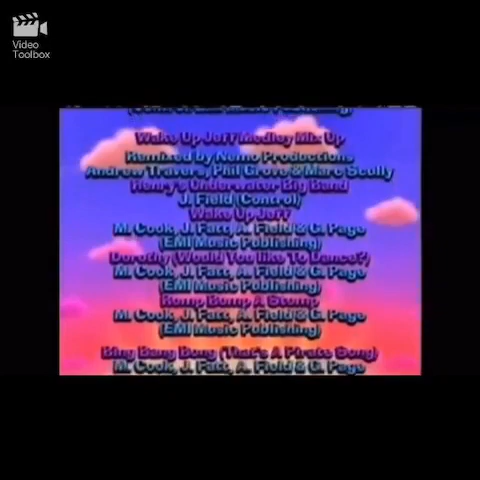 Video
Toolbox
Wake Up Jeff Medley Mix Up
Remixed by Nemo Productions
Andrew Travers, Phil Grove & Marc Scully
Henry's Underwater Big Band
J. Field (Control)
Wake Up Jeff
M. Cook, J. Fatt, A. Field & G. Page
(EMI Music Publishing)
Dorothy (Would You like To Dance?)
M. Cook, J. Fatt, A. Field & G. Page
(EMI Music Publishing)
Romp Bomp A Stomp
M. Cook, J. Fatt, A. Field & G. Page
(EMI Music Publishing)
Bing Bang Bong (That's A Pirate Song)
M. Cook, J. Fatt, A. Field & G. Page